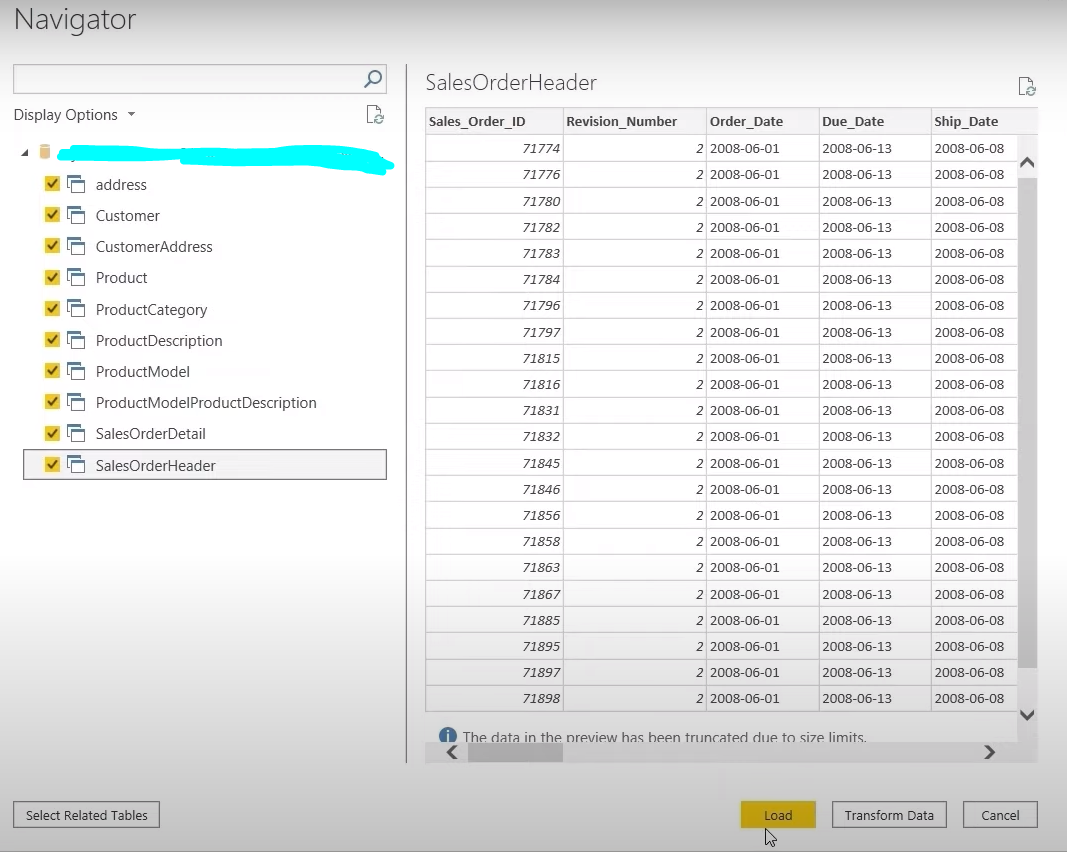 Navigator
Display Options
address
Customer
CustomerAddress
Product
ProductCategory
ProductDescription
ProductModel
ProductModelProductDescription
SalesOrderDetail
SalesOrderHeader
SalesOrderHeader
Sales_Order_ID Revision_Number Order_Date Due_Date Ship_Date
71774 2 2008-06-01 2008-06-13 2008-06-08
71776 2 2008-06-01 2008-06-13 2008-06-08
71780 2 2008-06-01 2008-06-13 2008-06-08
71782 2 2008-06-01 2008-06-13 2008-06-08
71783 2 2008-06-01 2008-06-13 2008-06-08
71784 2 2008-06-01 2008-06-13 2008-06-08
71796 2 2008-06-01 2008-06-13 2008-06-08
71797 2 2008-06-01 2008-06-13 2008-06-08
71815 2 2008-06-01 2008-06-13 2008-06-08
71816 2 2008-06-01 2008-06-13 2008-06-08
71831 2 2008-06-01 2008-06-13 2008-06-08
71832 2 2008-06-01 2008-06-13 2008-06-08
71845 2 2008-06-01 2008-06-13 2008-06-08
71846 2 2008-06-01 2008-06-13 2008-06-08
71856 2 2008-06-01 2008-06-13 2008-06-08
71858 2 2008-06-01 2008-06-13 2008-06-08
71863 2 2008-06-01 2008-06-13 2008-06-08
71867 2 2008-06-01 2008-06-13 2008-06-08
71885 2 2008-06-01 2008-06-13 2008-06-08
71895 2 2008-06-01 2008-06-13 2008-06-08
71897 2 2008-06-01 2008-06-13 2008-06-08
71898 2 2008-06-01 2008-06-13 2008-06-08
The data in the preview has been truncated due to size limits.
Select Related Tables
Load
Transform Data
Cancel